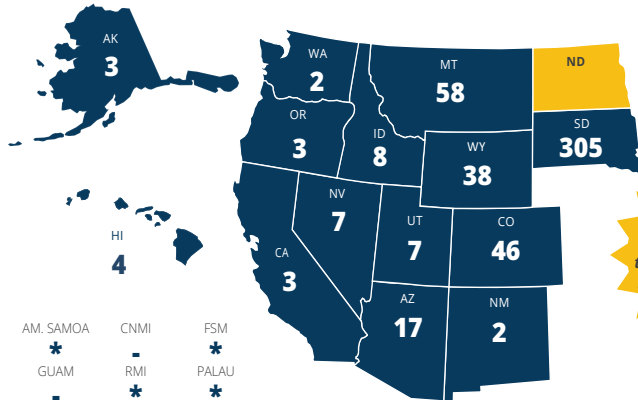 AK
3
WA
2
MT
58
ND
OR
3
ID
8
WY
38
SD
305
NV
7
UT
7
CO
46
HI
4
CA
3
AZ
17
NM
2
AM. SAMOA CNMI FSM
* - *
GUAM RMI PALAU
- * *